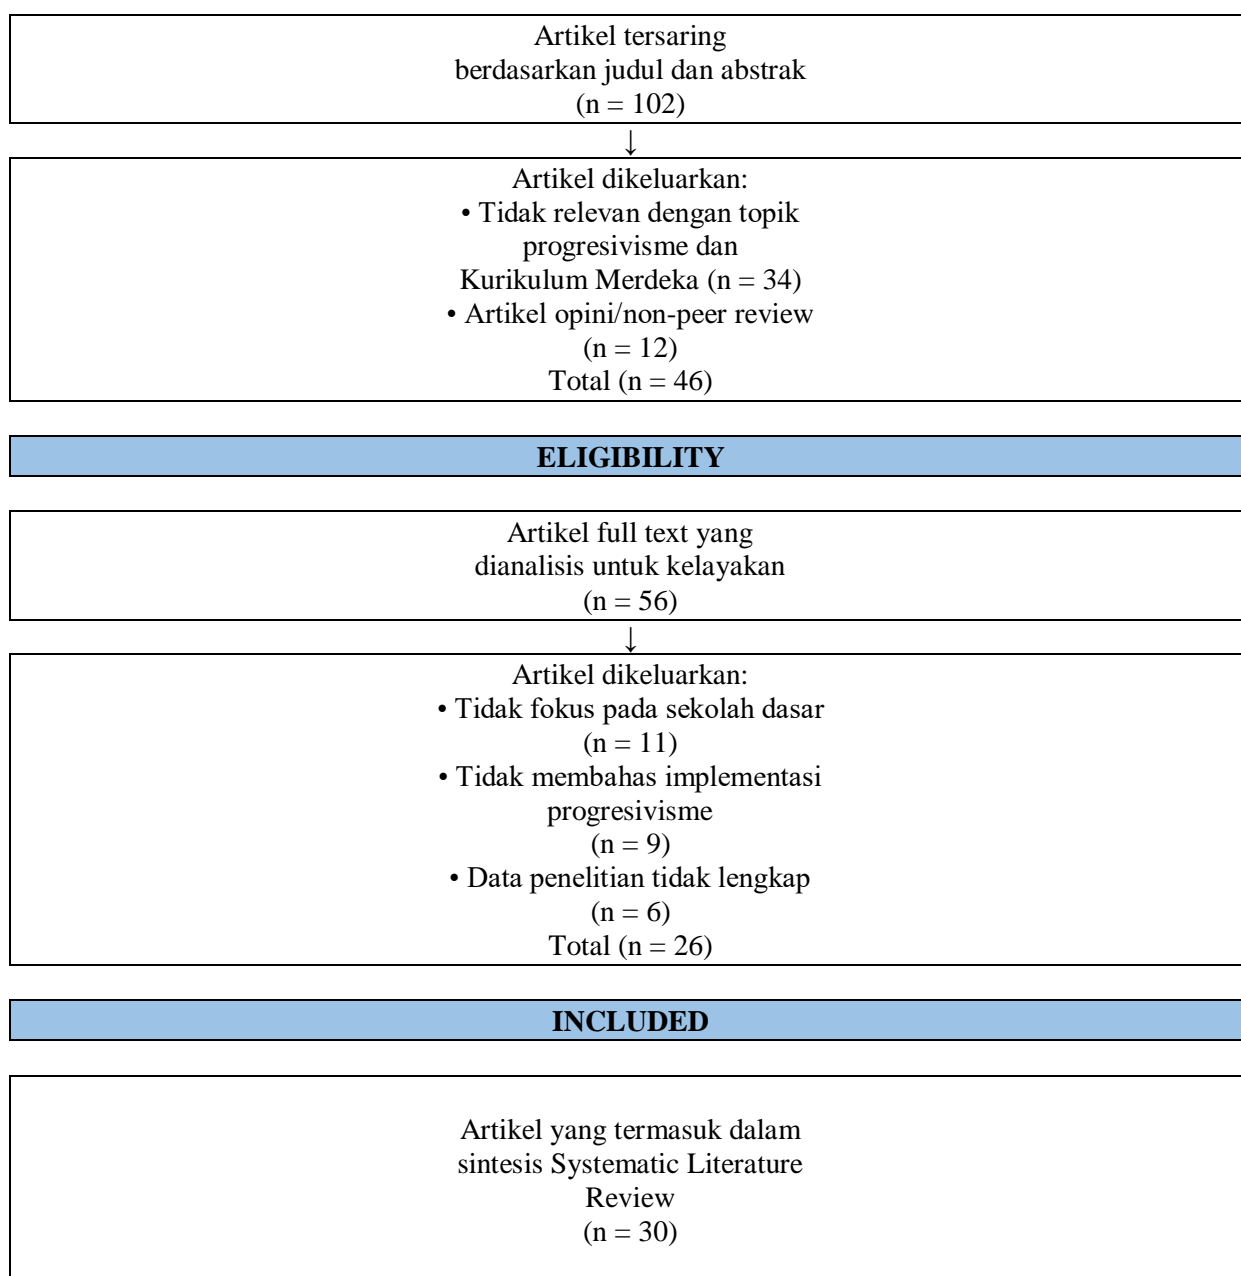 Artikel tersaring
berdasarkan judul dan abstrak
(n = 102)
↓
Artikel dikeluarkan:
• Tidak relevan dengan topik
progresivisme dan
Kurikulum Merdeka (n = 34)
• Artikel opini/non-peer review
(n = 12)
Total (n = 46)
ELIGIBILITY
Artikel full text yang
dianalisis untuk kelayakan
(n = 56)
↓
Artikel dikeluarkan:
• Tidak fokus pada sekolah dasar
(n = 11)
• Tidak membahas implementasi
progresivisme
(n = 9)
• Data penelitian tidak lengkap
(n = 6)
Total (n = 26)
INCLUDED
Artikel yang termasuk dalam
sintesis Systematic Literature
Review
(n = 30)